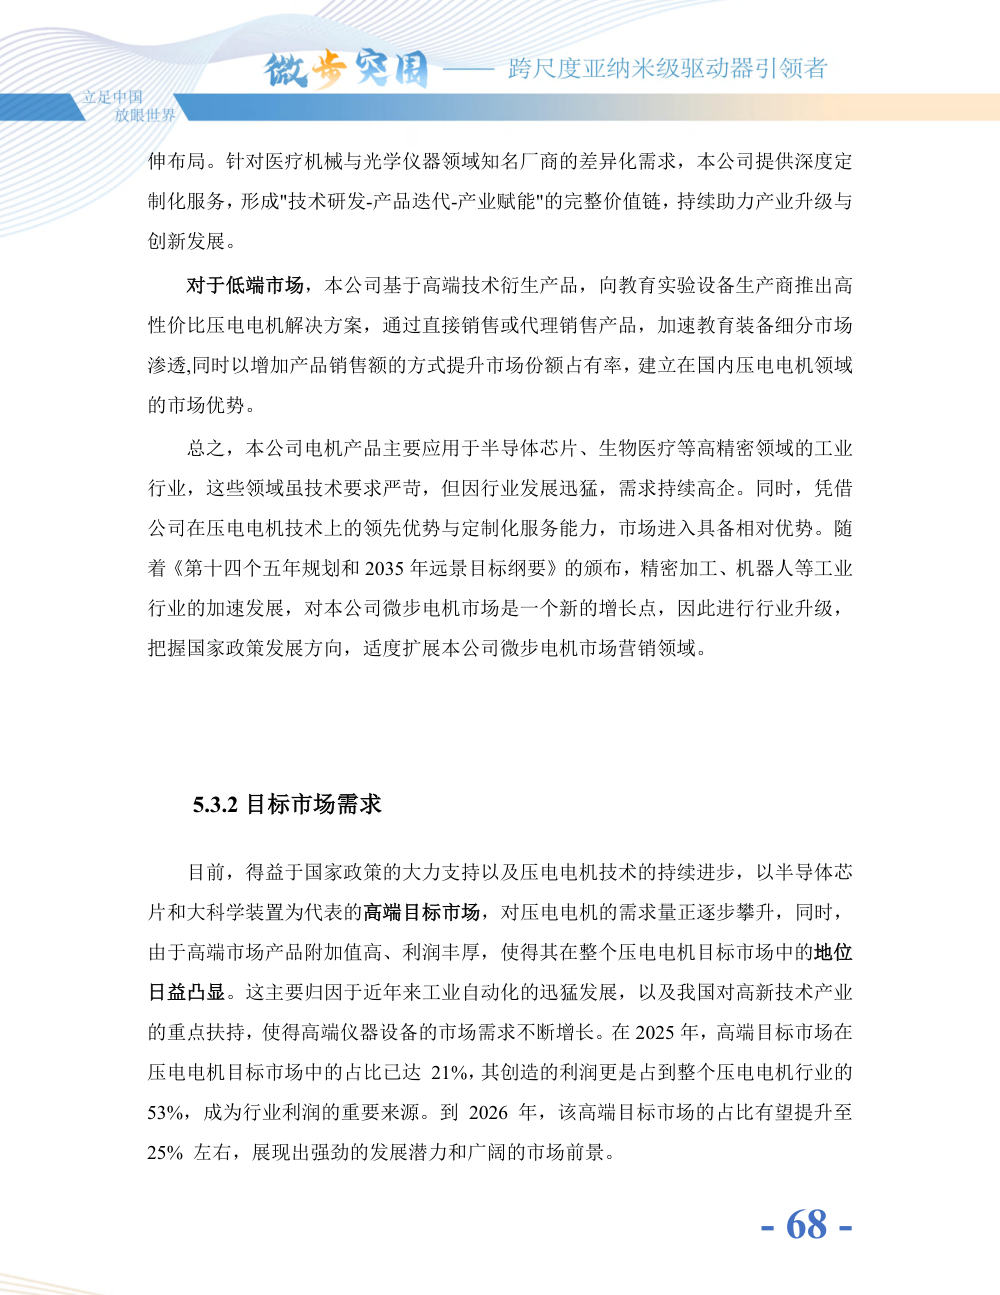 微步突围 —— 跨尺度亚纳米级驱动器引领者
立足中国
放眼世界
伸布局。针对医疗机械与光学仪器领域知名厂商的差异化需求，本公司提供深度定
制化服务，形成"技术研发-产品迭代-产业赋能"的完整价值链，持续助力产业升级与
创新发展。
对于低端市场，本公司基于高端技术衍生产品，向教育实验设备生产商推出高
性价比压电电机解决方案，通过直接销售或代理销售产品，加速教育装备细分市场
渗透,同时以增加产品销售额的方式提升市场份额占有率，建立在国内压电电机领域
的市场优势。
总之，本公司电机产品主要应用于半导体芯片、生物医疗等高精密领域的工业
行业，这些领域虽技术要求严苛，但因行业发展迅猛，需求持续高企。同时，凭借
公司在压电电机技术上的领先优势与定制化服务能力，市场进入具备相对优势。随
着《第十四个五年规划和 2035 年远景目标纲要》的颁布，精密加工、机器人等工业
行业的加速发展，对本公司微步电机市场是一个新的增长点，因此进行行业升级，
把握国家政策发展方向，适度扩展本公司微步电机市场营销领域。
5.3.2 目标市场需求
目前，得益于国家政策的大力支持以及压电电机技术的持续进步，以半导体芯
片和大科学装置为代表的高端目标市场，对压电电机的需求量正逐步攀升，同时，
由于高端市场产品附加值高、利润丰厚，使得其在整个压电电机目标市场中的地位
日益凸显。这主要归因于近年来工业自动化的迅猛发展，以及我国对高新技术产业
的重点扶持，使得高端仪器设备的市场需求不断增长。在 2025 年，高端目标市场在
压电电机目标市场中的占比已达 21%，其创造的利润更是占到整个压电电机行业的
53%，成为行业利润的重要来源。到 2026 年，该高端目标市场的占比有望提升至
25% 左右，展现出强劲的发展潜力和广阔的市场前景。
- 68 -